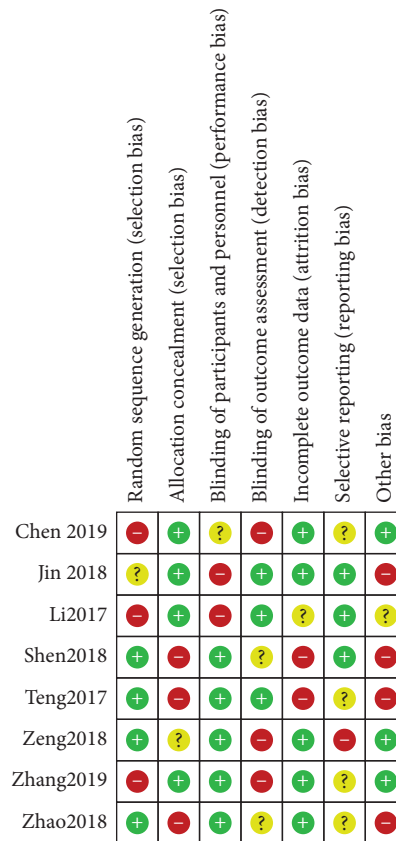 Random sequence generation (selection bias)
Allocation concealment (selection bias)
Blinding of participants and personnel (performance bias)
Blinding of outcome assessment (detection bias)
Incomplete outcome data (attrition bias)
Selective reporting (reporting bias)
Other bias
Chen 2019 − + ? − + ? +
Jin 2018 ? + − + + + −
Li2017 − + − + ? + ?
Shen2018 + − + ? − + −
Teng2017 + − + + − ? −
Zeng2018 + ? + − + − +
Zhang2019 − + + − + ? +
Zhao2018 + − + ? + ? −